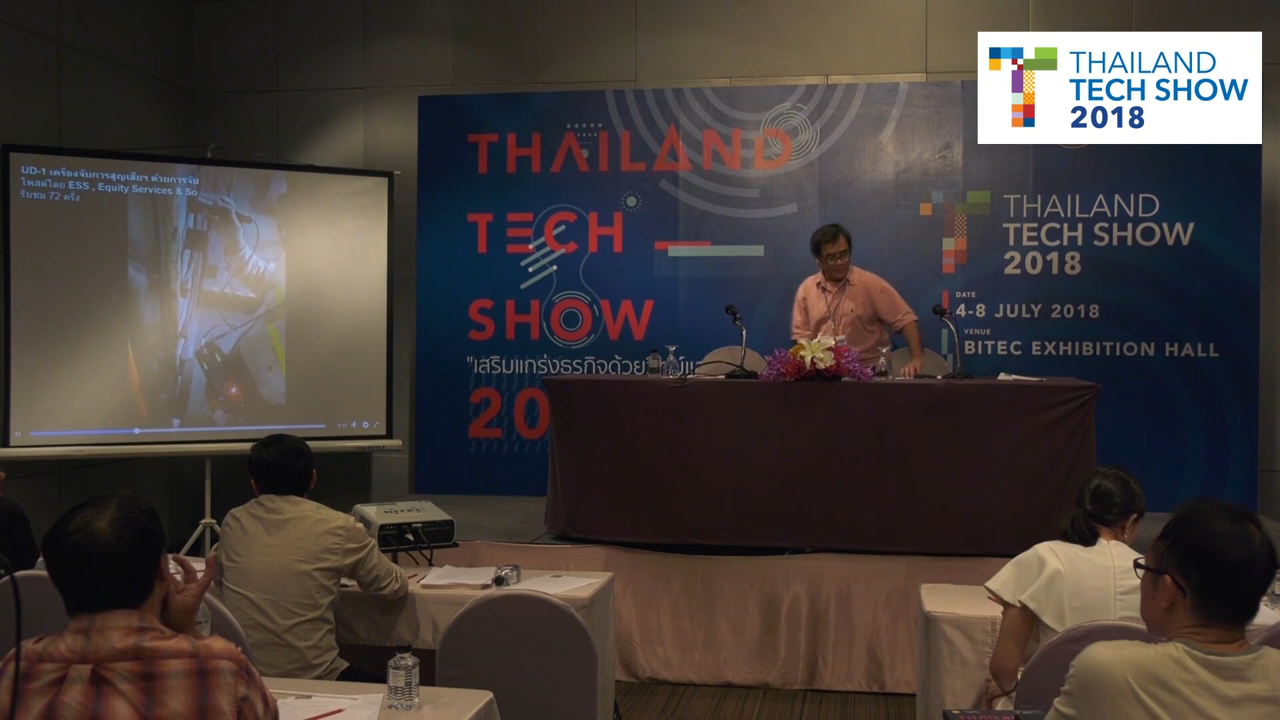 THAILAND
TECH SHOW
2018
UD-1 เครื่องจับการสูญเสียฯ ด้วยการจับ
โพสต์โดย ESS , Equity Services & So
รับชม 72 ครั้ง
THAILAND
TECH
SHOW
"เสริมแกร่งธุรกิจด้วย
20
THAILAND
TECH SHOW
2018
DATE
4-8 JULY 2018
VENUE
BITEC EXHIBITION HALL